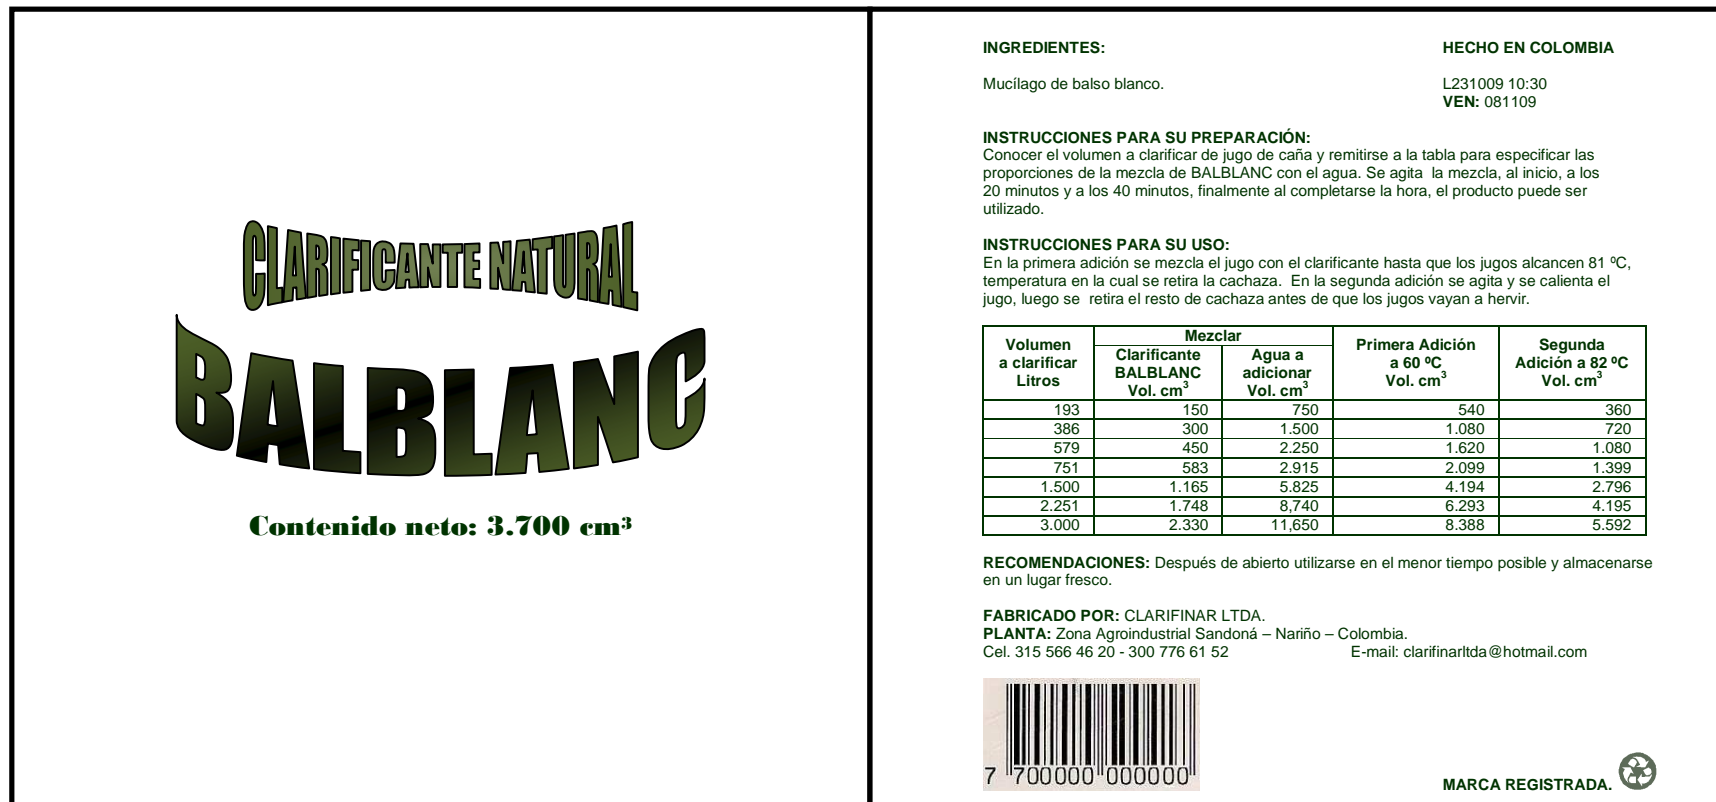 CLARIFICANTE NATURAL
BALBLANC
Contenido neto: 3.700 cm³
INGREDIENTES:
HECHO EN COLOMBIA
Mucílago de balso blanco.
L231009 10:30
VEN: 081109
INSTRUCCIONES PARA SU PREPARACIÓN:
Conocer el volumen a clarificar de jugo de caña y remitirse a la tabla para especificar las
proporciones de la mezcla de BALBLANC con el agua. Se agita la mezcla, al inicio, a los
20 minutos y a los 40 minutos, finalmente al completarse la hora, el producto puede ser
utilizado.
INSTRUCCIONES PARA SU USO:
En la primera adición se mezcla el jugo con el clarificante hasta que los jugos alcancen 81 ºC,
temperatura en la cual se retira la cachaza. En la segunda adición se agita y se calienta el
jugo, luego se retira el resto de cachaza antes de que los jugos vayan a hervir.
Volumen
a clarificar
Litros
Mezclar
Clarificante
BALBLANC
Vol. cm³
Agua a
adicionar
Vol. cm³
Primera Adición
a 60 ºC
Vol. cm³
Segunda
Adición a 82 ºC
Vol. cm³
193 150 750 540 360
386 300 1.500 1.080 720
579 450 2.250 1.620 1.080
751 583 2.915 2.099 1.399
1.500 1.165 5.825 4.194 2.796
2.251 1.748 8,740 6.293 4.195
3.000 2.330 11,650 8.388 5.592
RECOMENDACIONES: Después de abierto utilizarse en el menor tiempo posible y almacenarse
en un lugar fresco.
FABRICADO POR: CLARIFINAR LTDA.
PLANTA: Zona Agroindustrial Sandoná – Nariño – Colombia.
Cel. 315 566 46 20 - 300 776 61 52 E-mail: clarifinarltda@hotmail.com
7 700000 000000
MARCA REGISTRADA.